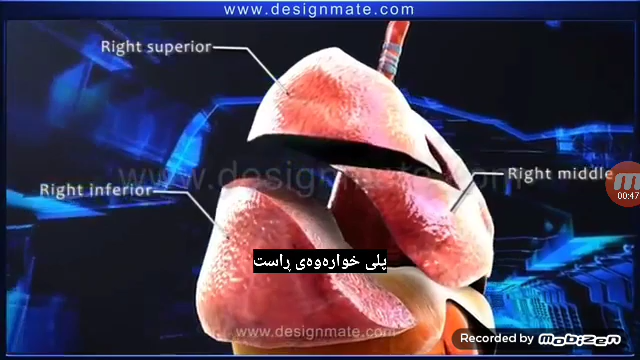 www.designmate.com
Right superior
www.designmate.com
Right middle
00:47
Right inferior
پلی خوارەوەی ڕاست
www.designmate.com
Recorded by mobizen